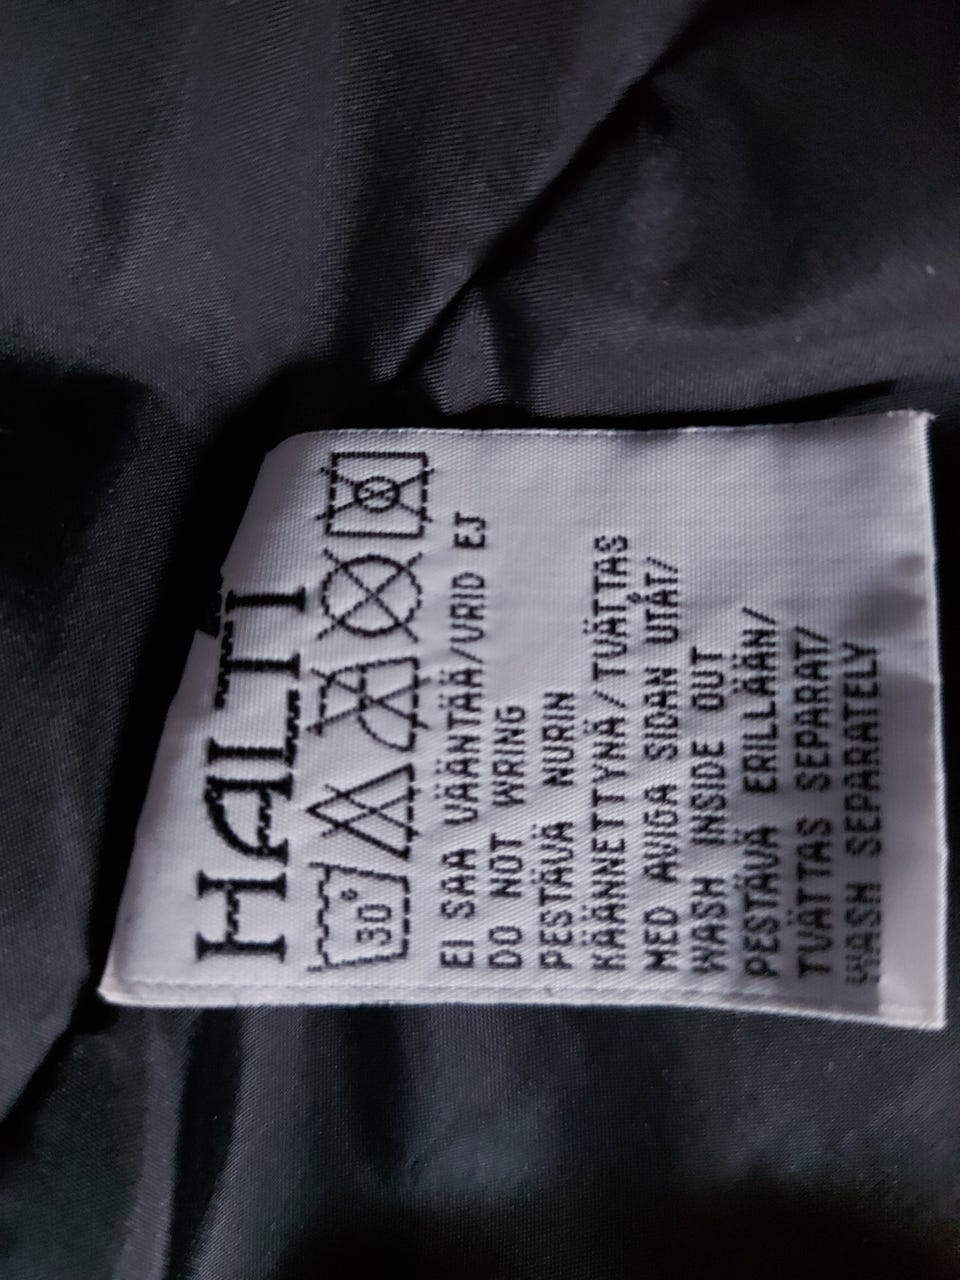 HALTI
30°
EI SAA VÄÄNTÄÄ/VRID EJ
DO NOT WRING
PESTÄVÄ NURIN
KÄÄNNETTYNÄ/TVÄTTAS
MED AVIGA SIDAN UTÅT/
WASH INSIDE OUT
PESTÄVÄ ERILLÄÄN/
TVÄTTAS SEPARAT/
WASH SEPARATELY